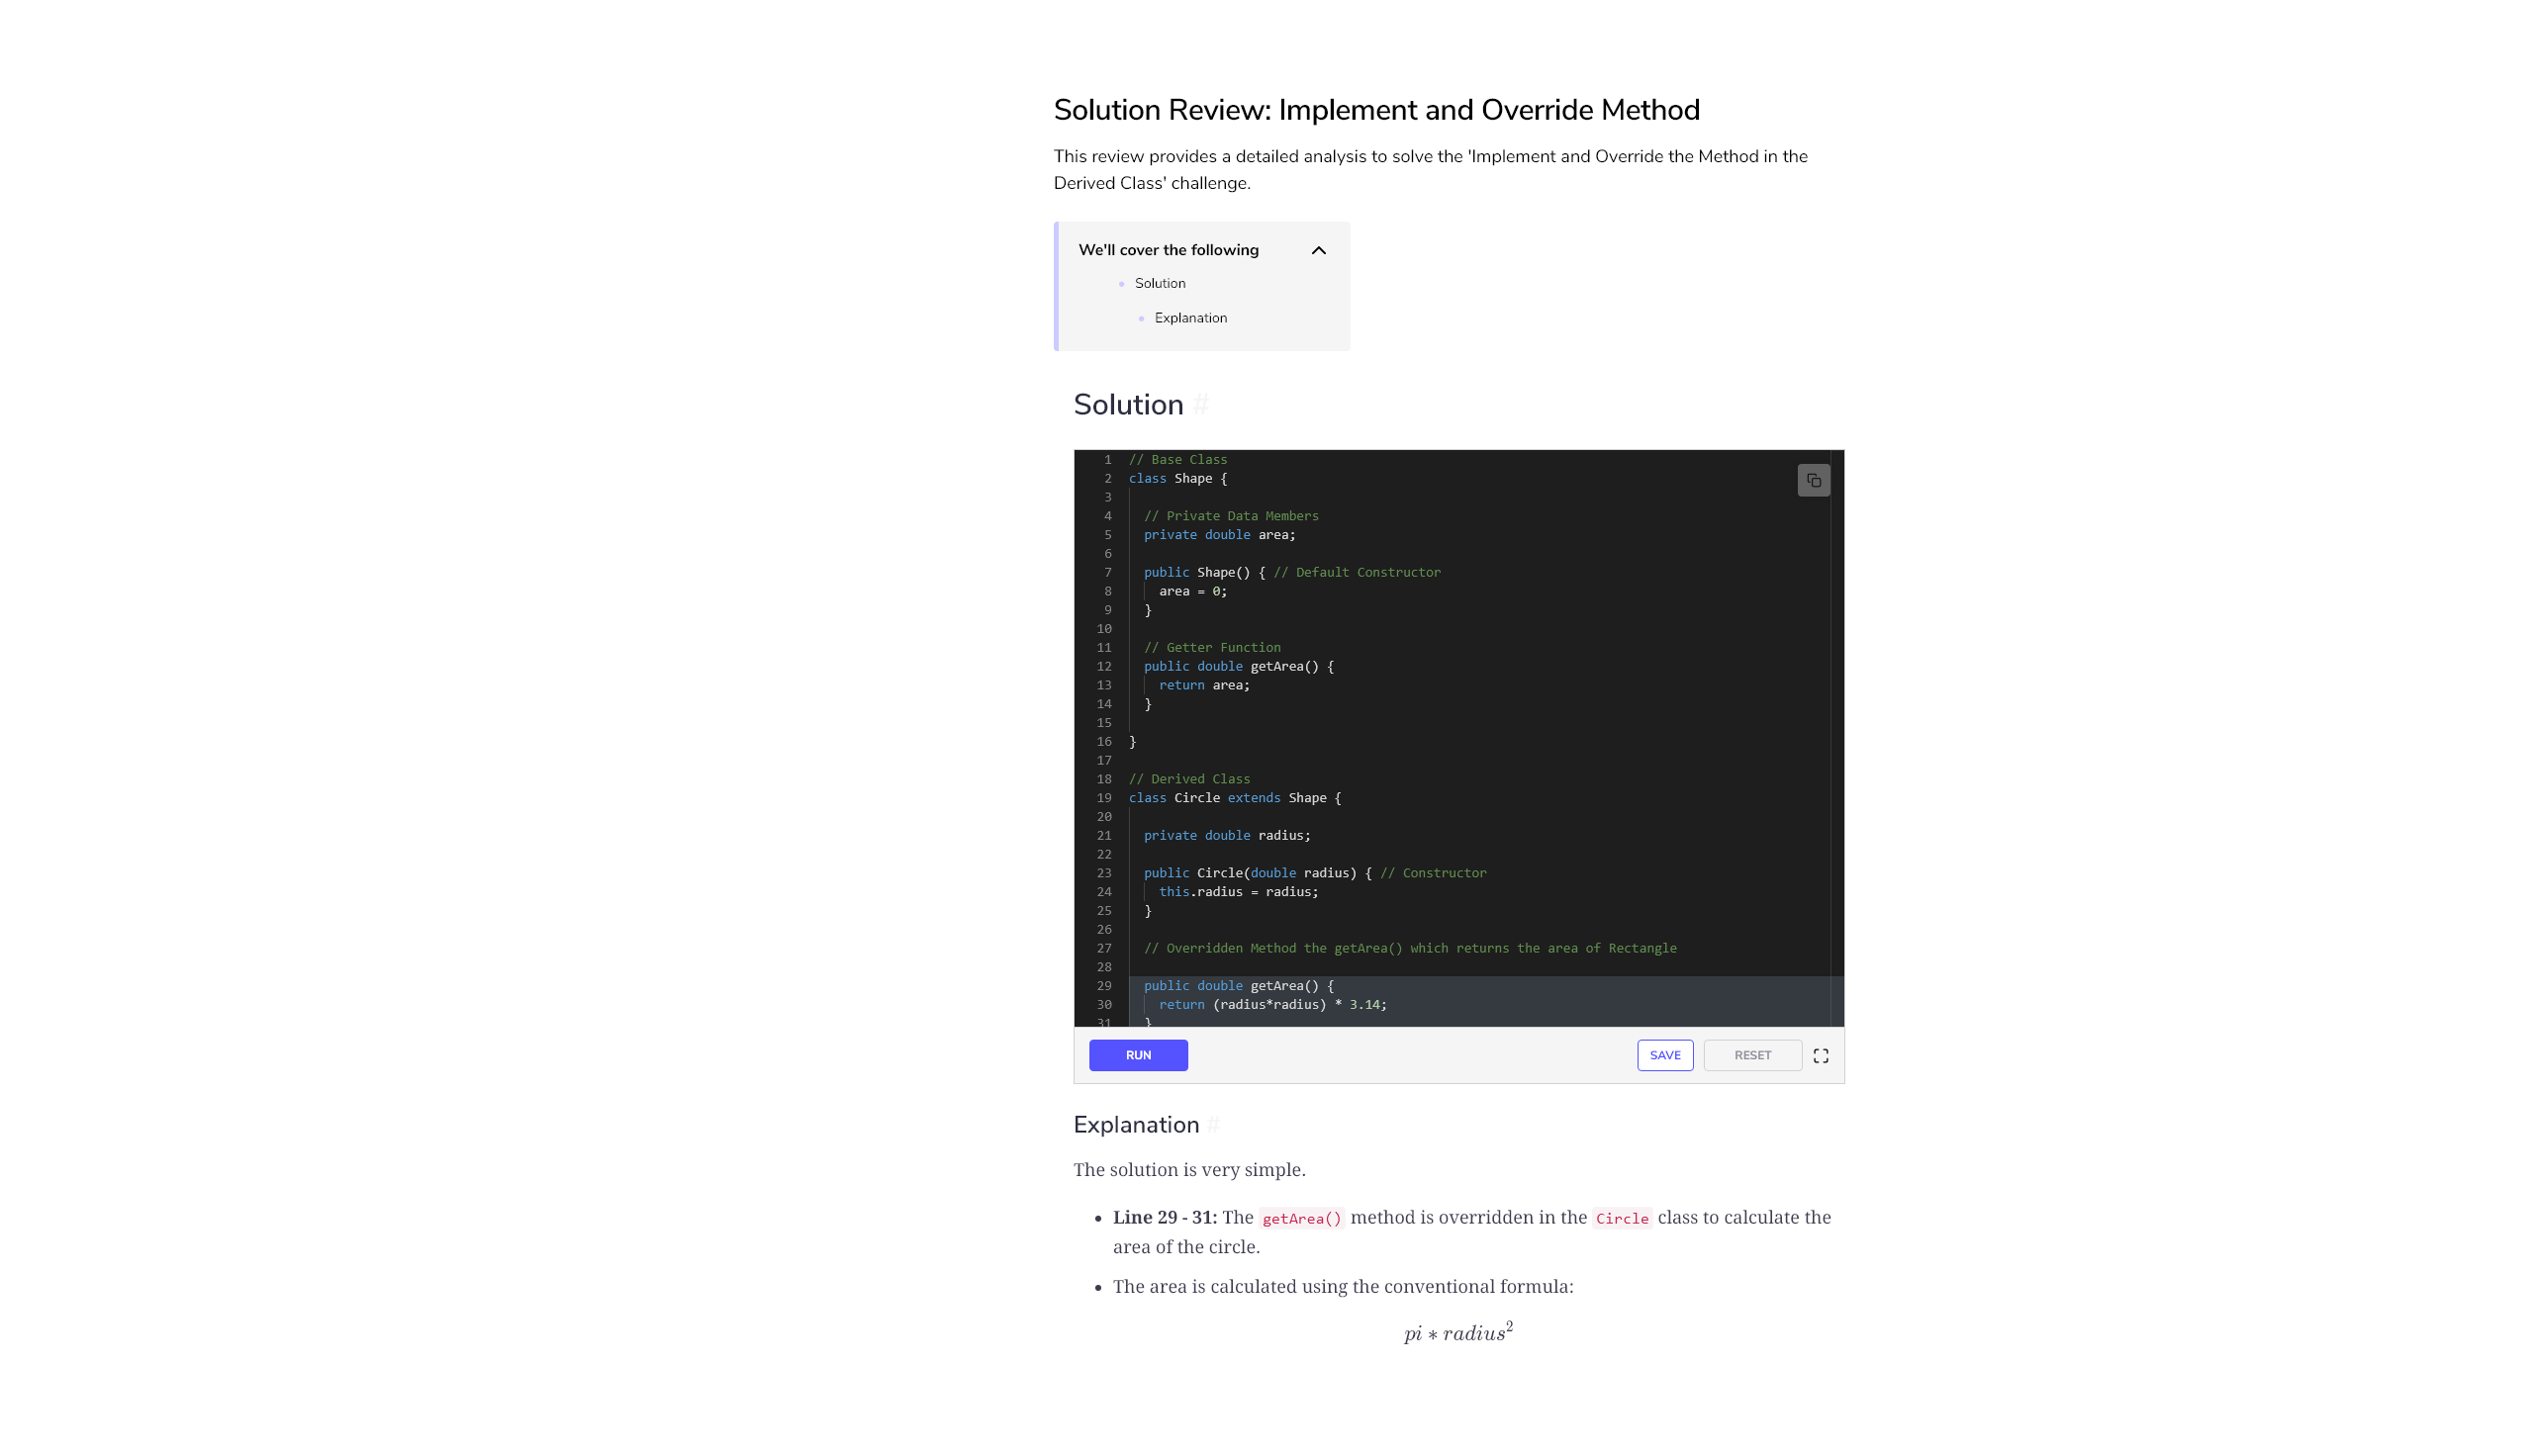 Solution Review: Implement and Override Method
This review provides a detailed analysis to solve the 'Implement and Override the Method in the
Derived Class' challenge.
We'll cover the following
Solution
Explanation
Solution #
1 // Base Class
2 class Shape {
3
4 // Private Data Members
5 private double area;
6
7 public Shape() { // Default Constructor
8 area = 0;
9 }
10
11 // Getter Function
12 public double getArea() {
13 return area;
14 }
15
16 }
17
18 // Derived Class
19 class Circle extends Shape {
20
21 private double radius;
22
23 public Circle(double radius) { // Constructor
24 this.radius = radius;
25 }
26
27 // Overridden Method the getArea() which returns the area of Rectangle
28
29 public double getArea() {
30 return (radius*radius) * 3.14;
31 }
RUN SAVE RESET
Explanation #
The solution is very simple.
• Line 29 - 31: The getArea() method is overridden in the Circle class to calculate the
area of the circle.
• The area is calculated using the conventional formula:
pi ∗ radius²